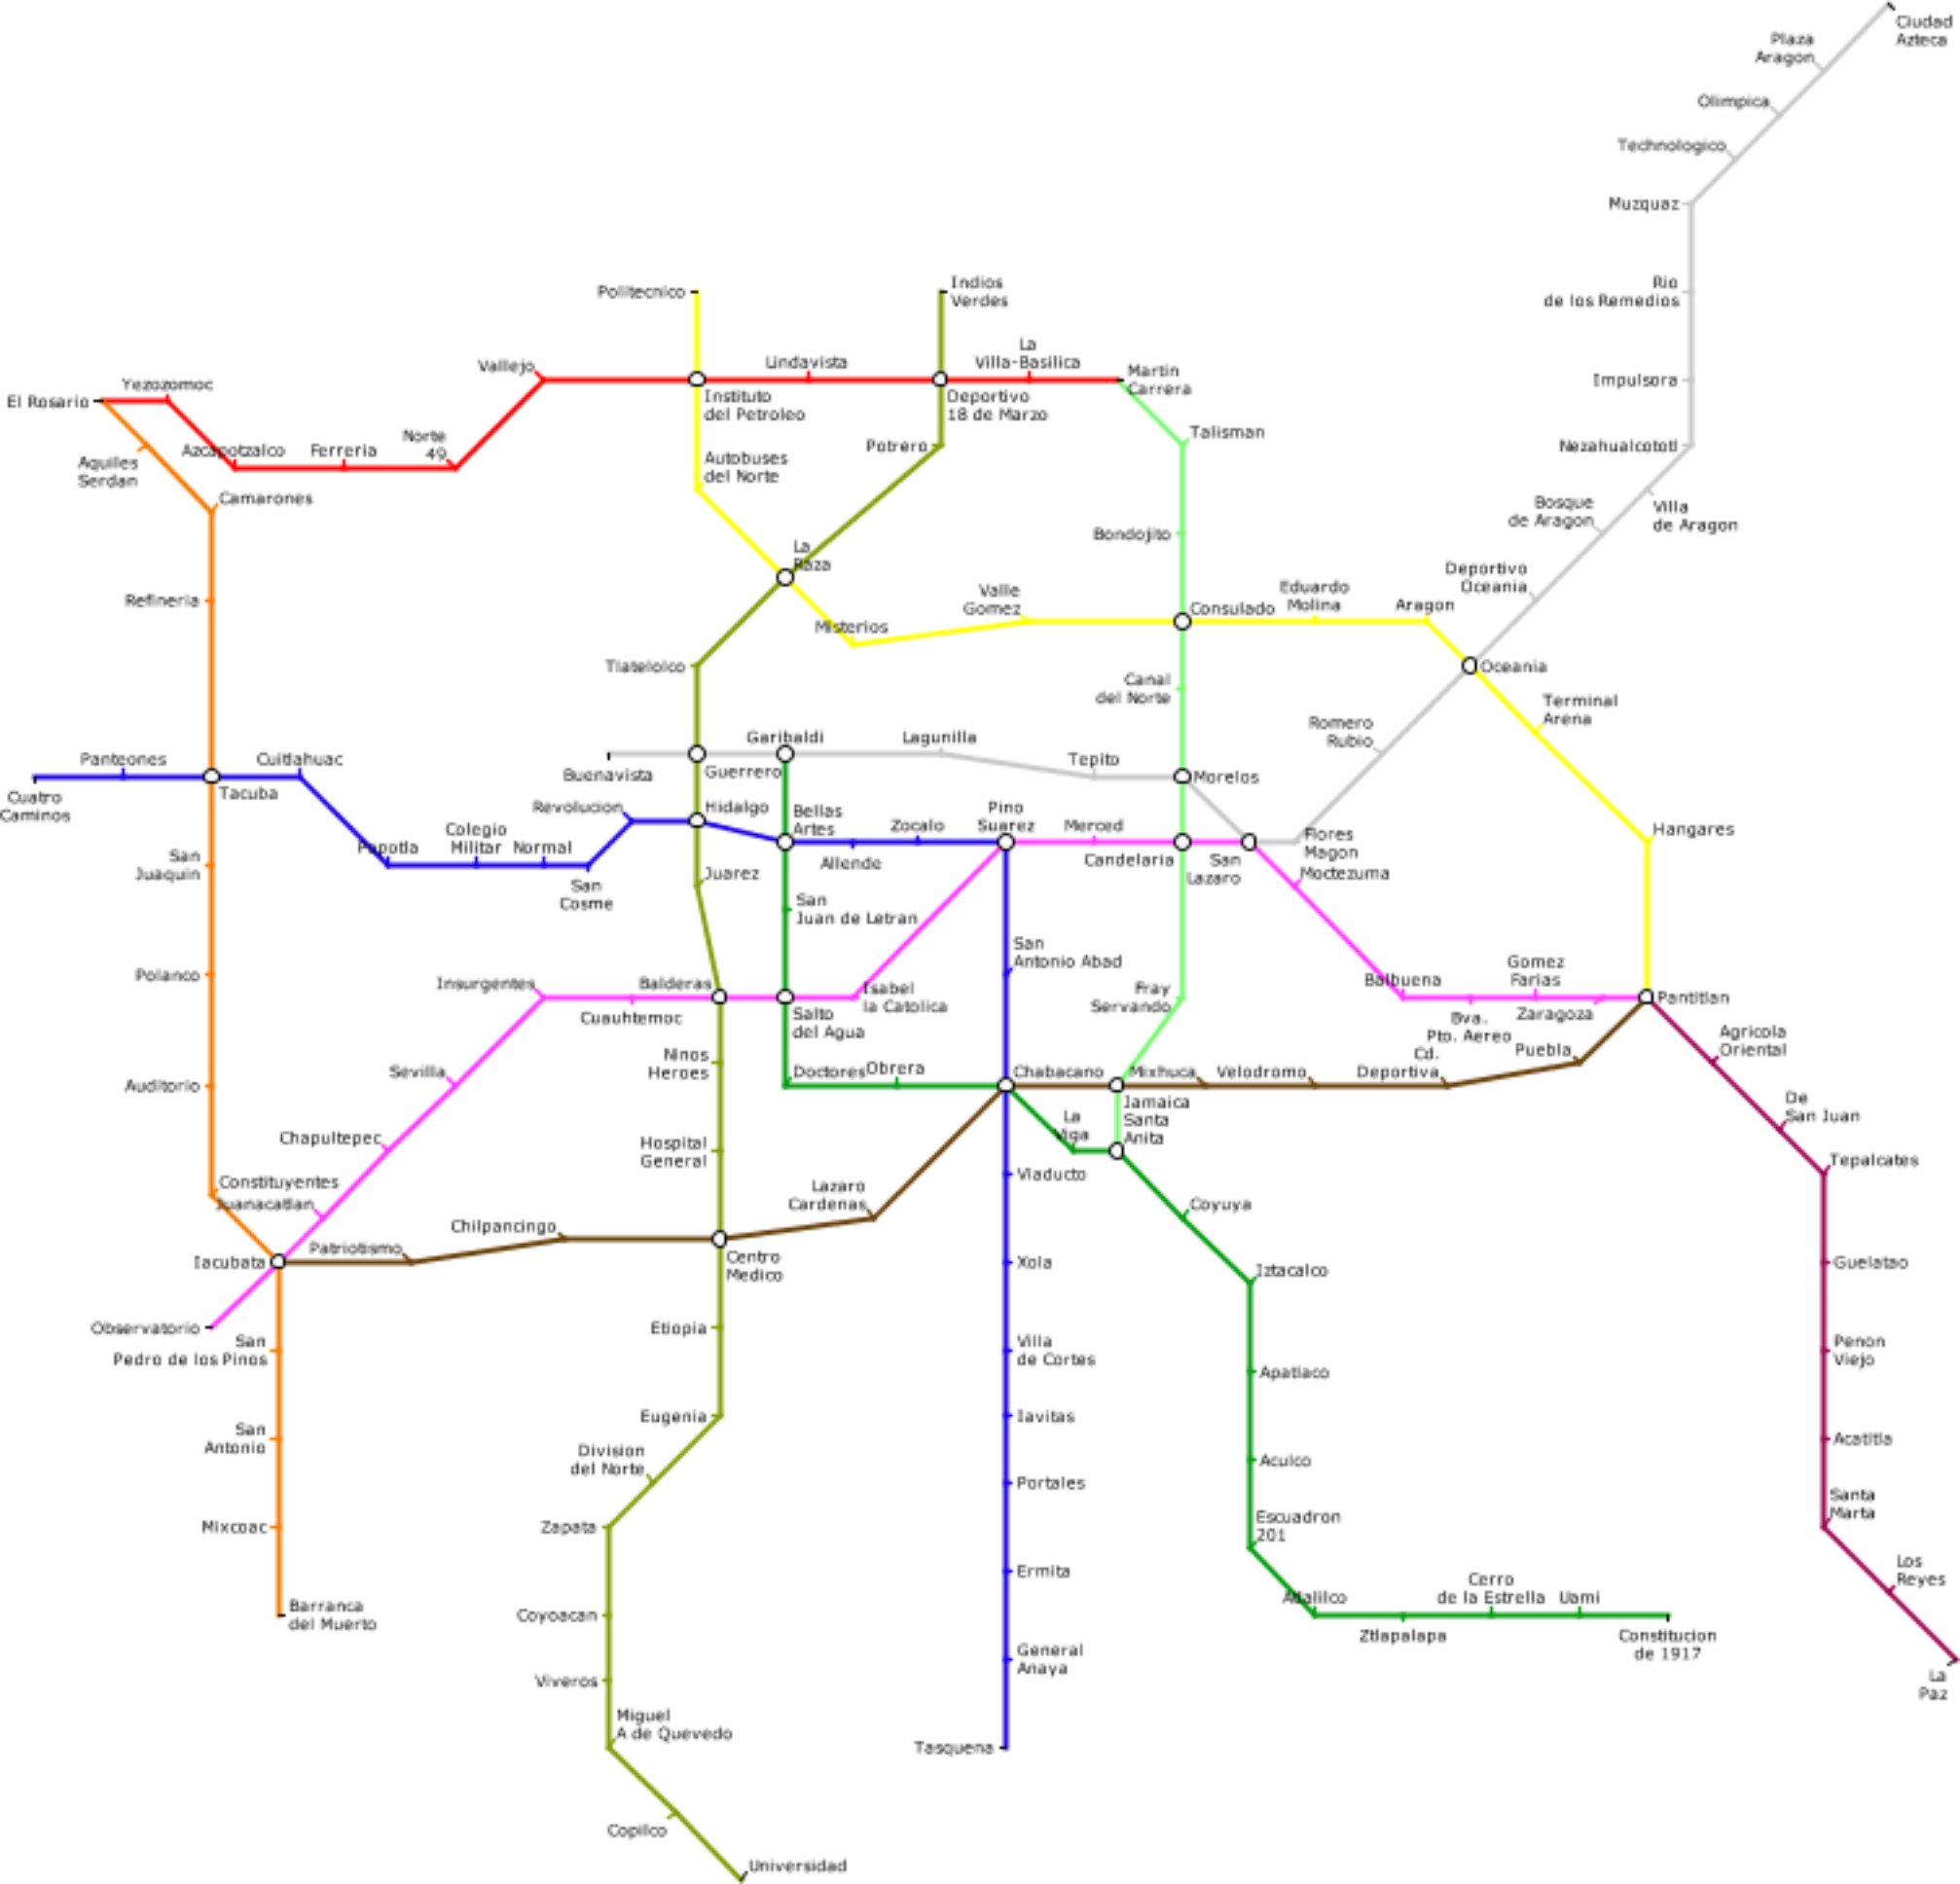 Ciudad
Azteca
Plaza
Aragon
Olimpica
Technologico
Muzquaz
Rio
de los Remedios
Impulsora
Nezahualcototl
Villa
de Aragon
Bosque
de Aragon
Deportivo
Oceania
Politecnico
Indios
Verdes
La
Villa-Basilica
Lindavista
Martin
Carrera
Vallejo
Yezozomoc
El Rosario
Instituto
del Petroleo
Deportivo
18 de Marzo
Talisman
Norte
49
Azcapotzalco
Ferreria
Aquilles
Serdan
Camarones
Autobuses
del Norte
Potrero
Bondojito
La
Raza
Refineria
Valle
Gomez
Misterios
Consulado
Eduardo
Molina
Aragon
Oceania
Tlatelolco
Canal
del Norte
Terminal
Arena
Romero
Rubio
Panteones
Cuitlahuac
Cuatro
Caminos
Tacuba
Buenavista
Guerrero
Garibaldi
Lagunilla
Tepito
Morelos
Revolucion
Hidalgo
Bellas
Artes
Allende
Zocalo
Pino
Suarez
Merced
Candelaria
San
Lazaro
Flores
Magon
Moctezuma
Hangares
Popotla
Colegio
Militar
Normal
San
Cosme
San
Juaquin
Juarez
San
Juan de Letran
San
Antonio Abad
Polanco
Insurgentes
Balderas
Cuauhtemoc
Salto
del Agua
Isabel
la Catolica
Fray
Servando
Balbuena
Gomez
Farias
Bva.
Pto. Aereo
Zaragoza
Pantitlan
Agricola
Oriental
Auditorio
Sevilla
Ninos
Heroes
Doctores
Obrera
Chabacano
Mixhuca
Velodromo
Cd.
Deportiva
Puebla
Iamaica
Santa
Anita
La
Viga
De
San Juan
Tepalcates
Chapultepec
Hospital
General
Viaducto
Constituyentes
Juanacatlan
Lazaro
Cardenas
Coyuya
Chilpancingo
Patriotismo
Iacubata
Centro
Medico
Xola
Iztacalco
Guelatao
Observatorio
San
Pedro de los Pinos
Etiopia
Villa
de Cortes
Apatlaco
Penon
Viejo
Eugenia
Iavitas
San
Antonio
Division
del Norte
Aculco
Acatitla
Portales
Santa
Marta
Mixcoac
Zapata
Escuadron
201
Ermita
Los
Reyes
Barranca
del Muerto
Coyoacan
Atlalilco
Ztlapalapa
Cerro
de la Estrella
Uami
Constitucion
de 1917
Viveros
General
Anaya
La
Paz
Miguel
A de Quevedo
Tasquena
Copilco
Universidad